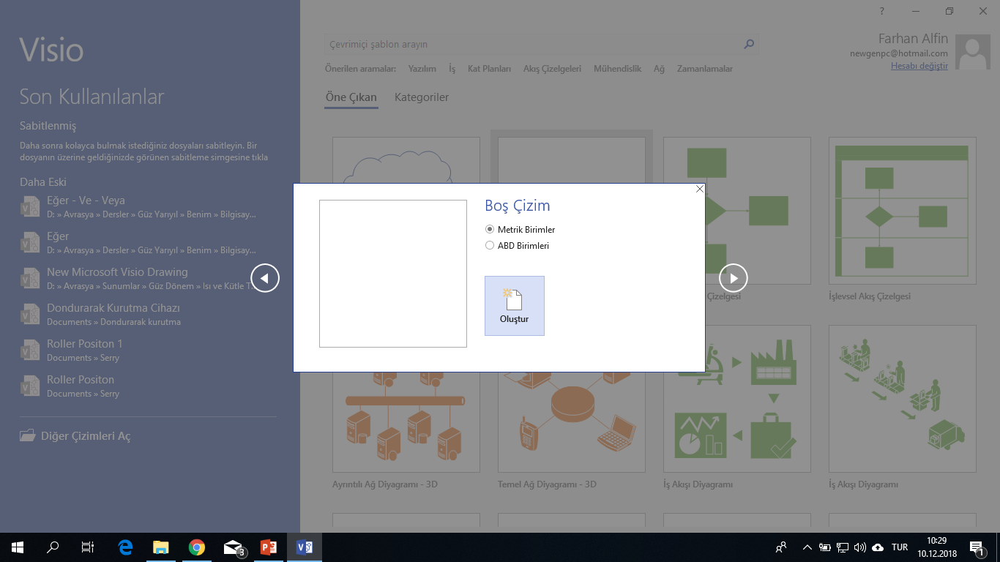 ?
Visio
Son Kullanılanlar
Sabitlenmiş
Daha sonra kolayca bulmak istediğiniz dosyaları sabitleyin. Bir
dosyanın üzerine geldiğinizde görünen sabitleme simgesine tıkla
Daha Eski
Eğer - Ve - Veya
D: » Avrasya » Dersler » Güz Yarıyıl » Benim » Bilgisay...
Eğer
D: » Avrasya » Dersler » Güz Yarıyıl » Benim » Bilgisay...
New Microsoft Visio Drawing
D: » Avrasya » Sunumlar » Güz Dönem » Isı ve Kütle T...
Dondurarak Kurutma Cihazı
Documents » Dondurarak kurutma
Roller Positon 1
Documents » Serry
Roller Positon
Documents » Serry
Diğer Çizimleri Aç
Çevrimiçi şablon arayın
Önerilen aramalar: Yazılım İş Kat Planları Akış Çizelgeleri Mühendislik Ağ Zamanlamalar
Farhan Alfin
newgenpc@hotmail.com
Hesabı değiştir
Öne Çıkan Kategoriler
Boş Çizim
Metrik Birimler
ABD Birimleri
Oluştur
Çizelgesi
İşlevsel Akış Çizelgesi
Ayrıntılı Ağ Diyagramı - 3D
Temel Ağ Diyagramı - 3D
İş Akışı Diyagramı
İş Akışı Diyagramı
3
TUR
10:29
10.12.2018
1